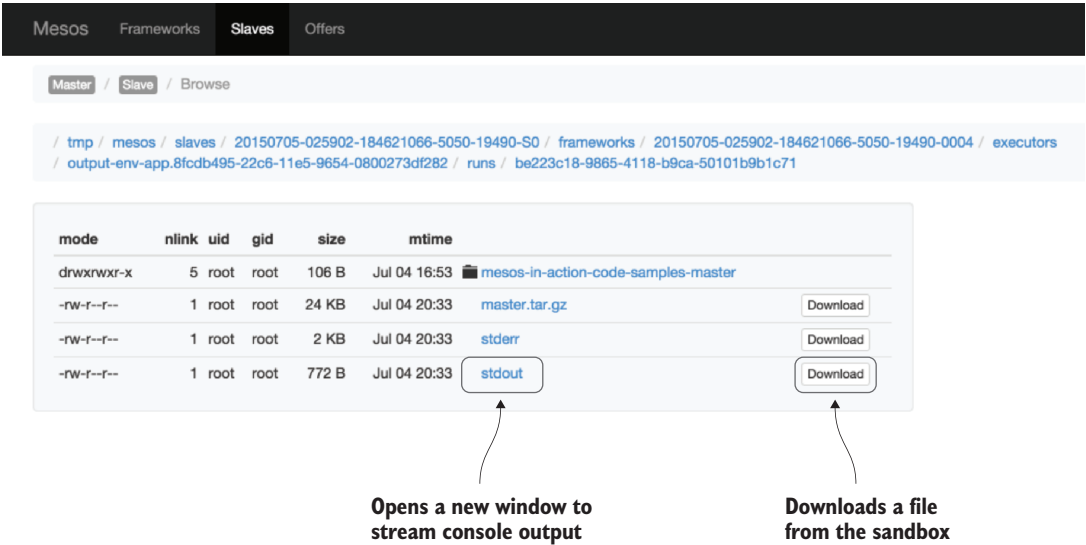 Mesos Frameworks Slaves Offers
Master / Slave / Browse
/ tmp / mesos / slaves / 20150705-025902-184621066-5050-19490-S0 / frameworks / 20150705-025902-184621066-5050-19490-0004 / executors
/ output-env-app.8fcdb495-22c6-11e5-9654-0800273df282 / runs / be223c18-9865-4118-b9ca-50101b9b1c71
mode nlink uid gid size mtime
drwxrwxr-x 5 root root 106 B Jul 04 16:53 mesos-in-action-code-samples-master
-rw-r--r-- 1 root root 24 KB Jul 04 20:33 master.tar.gz Download
-rw-r--r-- 1 root root 2 KB Jul 04 20:33 stderr Download
-rw-r--r-- 1 root root 772 B Jul 04 20:33 stdout Download
Opens a new window to
stream console output
Downloads a file
from the sandbox